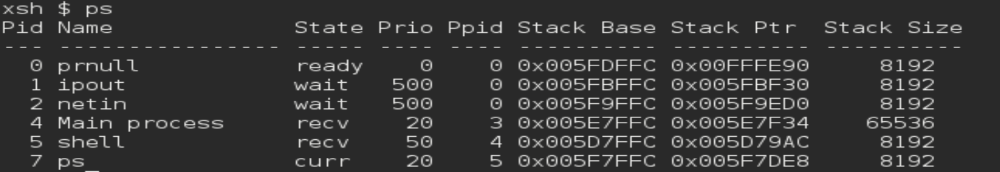 xsh $ ps
Pid Name             State Prio Ppid Stack Base Stack Ptr  Stack Size
--- ---------------- ----- ---- ---- ---------- ---------- ----------
  0 prnull           ready    0    0 0x005FDFFC 0x00FFFE90     8192
  1 ipout            wait   500    0 0x005FBFFC 0x005FBF30     8192
  2 netin            wait   500    0 0x005F9FFC 0x005F9ED0     8192
  4 Main process     recv    20    3 0x005E7FFC 0x005E7F34    65536
  5 shell            recv    50    4 0x005D7FFC 0x005D79AC     8192
  7 ps               curr    20    5 0x005F7FFC 0x005F7DE8     8192